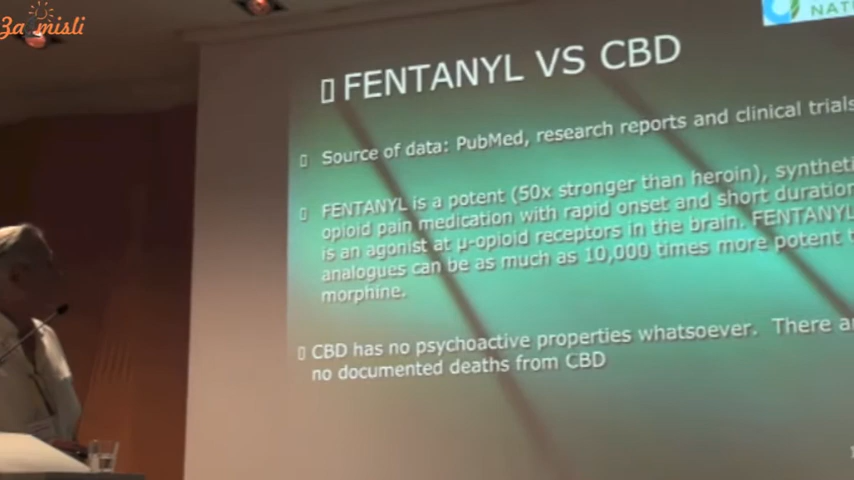 Za misli
NAT
FENTANYL VS CBD
Source of data: PubMed, research reports and clinical trials
FENTANYL is a potent (50x stronger than heroin), syntheti
opioid pain medication with rapid onset and short duration
is an agonist at µ-opioid receptors in the brain. FENTANYL
analogues can be as much as 10,000 times more potent t
morphine.
CBD has no psychoactive properties whatsoever. There a
no documented deaths from CBD